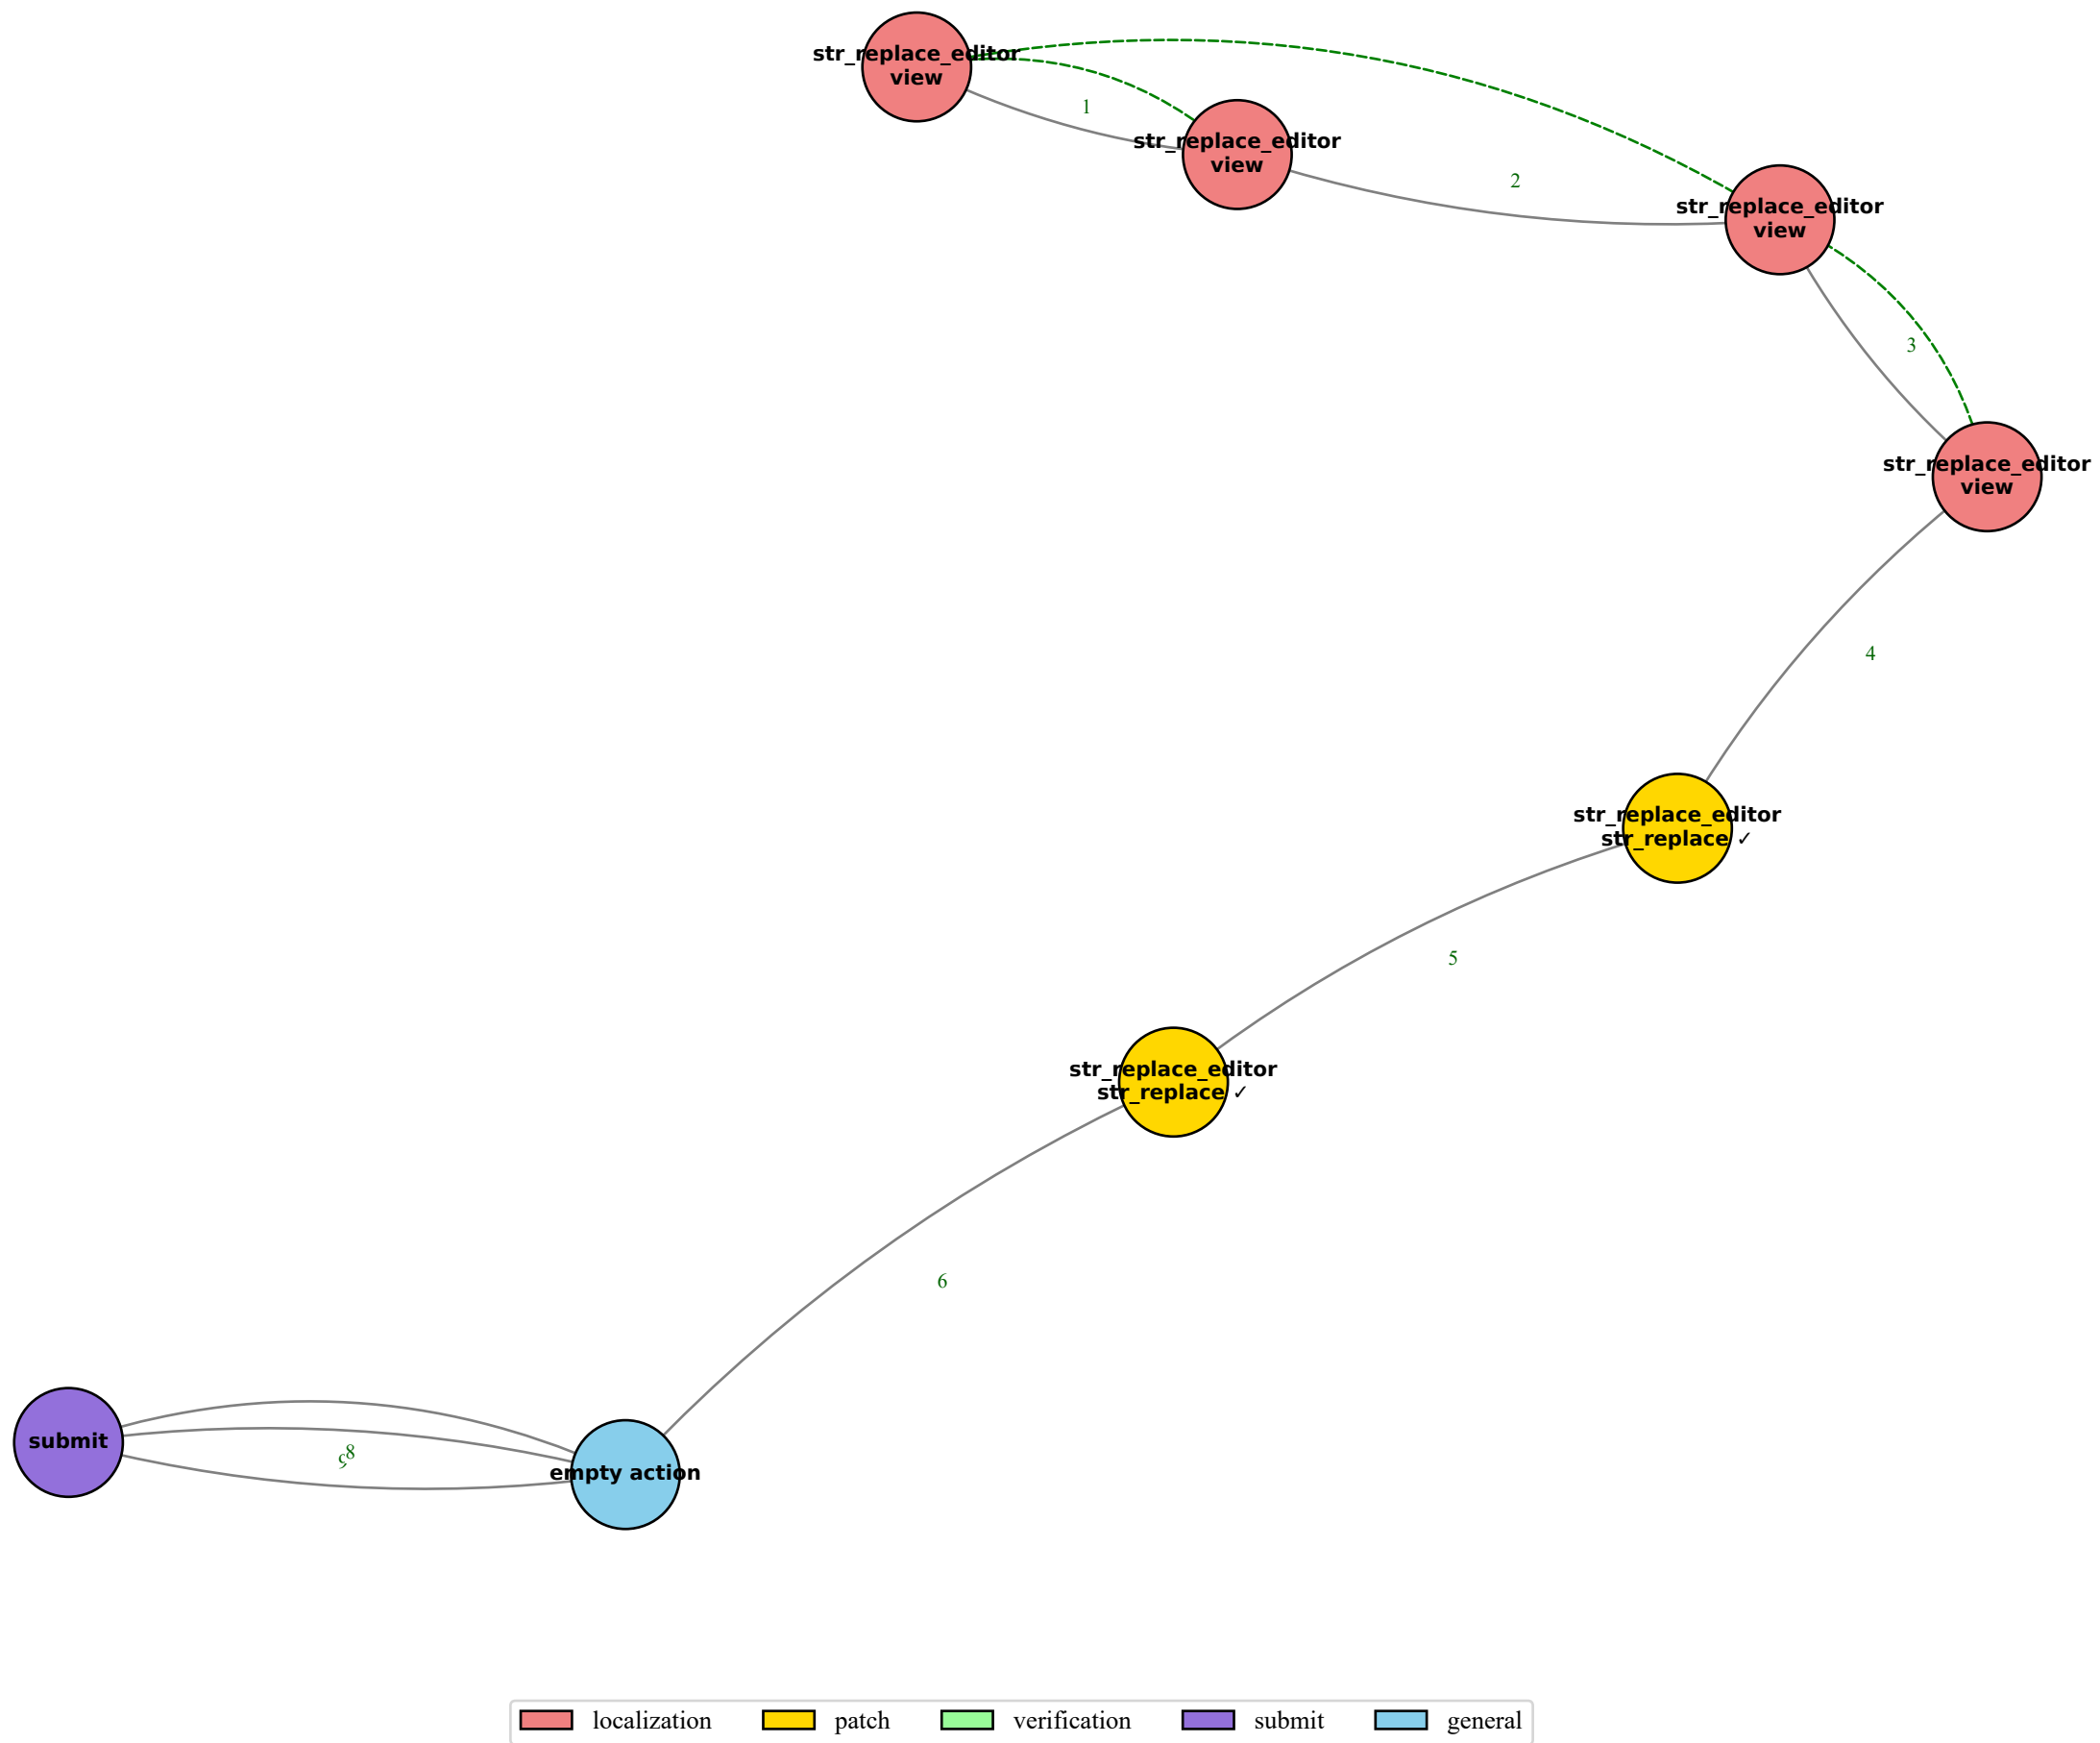 str_replace_editor
view
1
str_replace_editor
view
2
str_replace_editor
view
3
str_replace_editor
view
4
str_replace_editor
str_replace ✓
5
str_replace_editor
str_replace ✓
6
submit
8
empty action
localization
patch
verification
submit
general